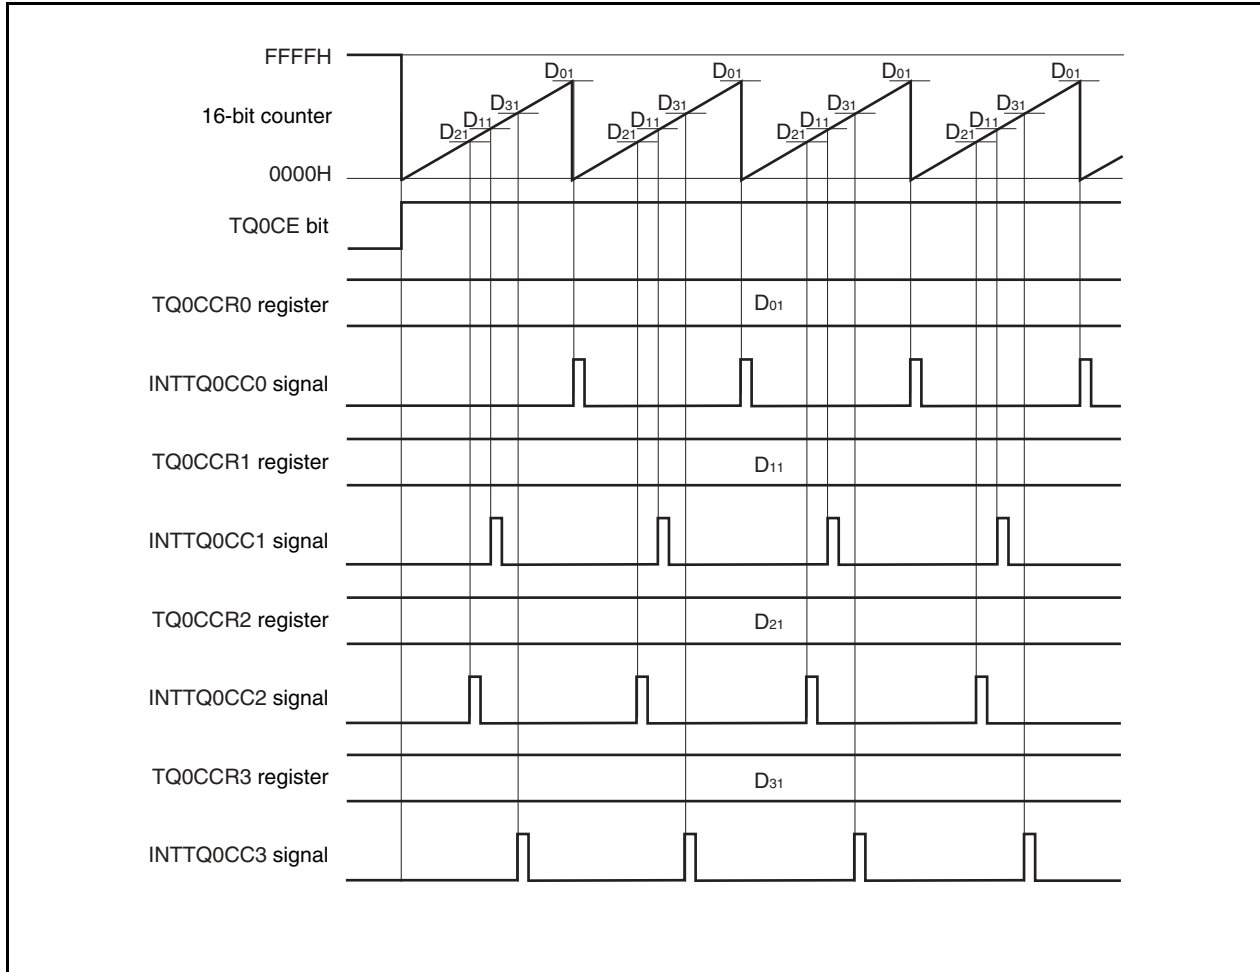 FFFFH
D01 D01 D01 D01
D31 D31 D31 D31
16-bit counter
D11 D11 D11 D11
D21 D21 D21 D21
0000H
TQ0CE bit
TQ0CCR0 register D01
INTTQ0CC0 signal
TQ0CCR1 register D11
INTTQ0CC1 signal
TQ0CCR2 register D21
INTTQ0CC2 signal
TQ0CCR3 register D31
INTTQ0CC3 signal